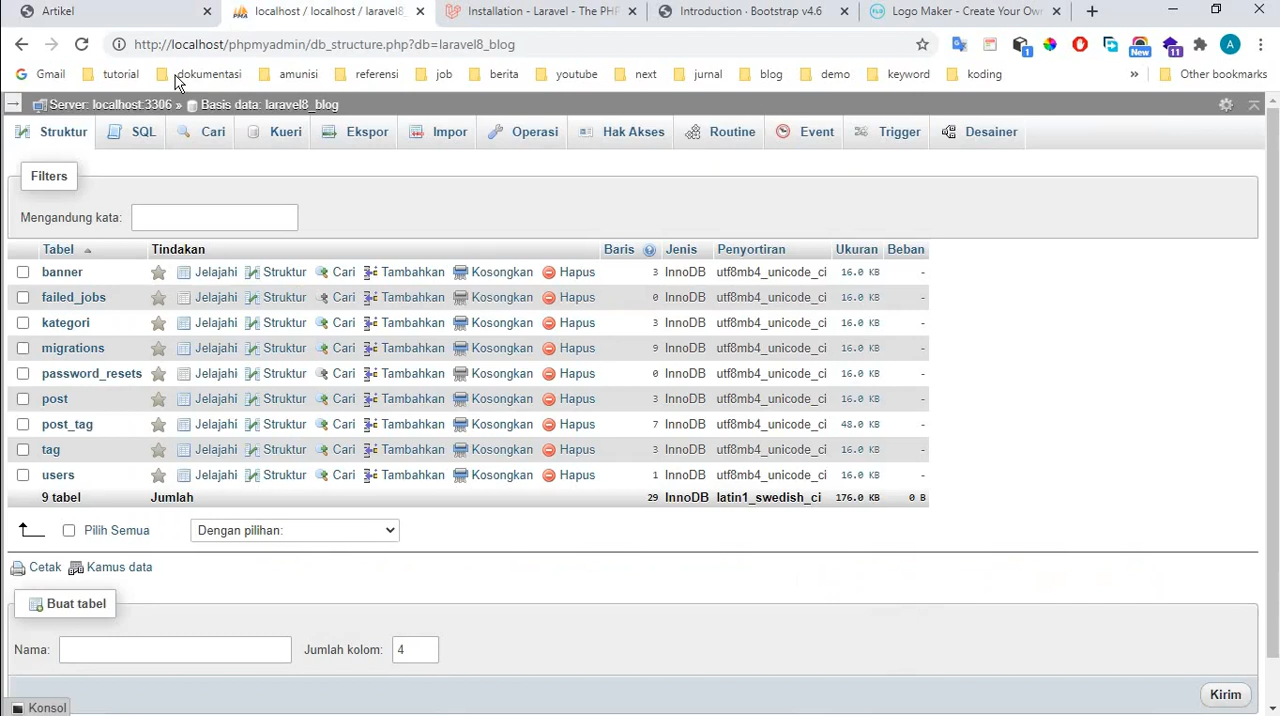 Artikel localhost / localhost / laravel8_ Installation - Laravel - The PHP Introduction · Bootstrap v4.6 Logo Maker - Create Your Own
http://localhost/phpmyadmin/db_structure.php?db=laravel8_blog New 11 A
Gmail tutorial dokumentasi amunisi referensi job berita youtube next jurnal blog demo keyword koding » Other bookmarks
Server: localhost:3306 » Basis data: laravel8_blog
Struktur SQL Cari Kueri Ekspor Impor Operasi Hak Akses Routine Event Trigger Desainer
Filters
Mengandung kata:
Tabel Tindakan Baris Jenis Penyortiran Ukuran Beban
banner Jelajahi Struktur Cari Tambahkan Kosongkan Hapus 3 InnoDB utf8mb4_unicode_ci 16.0 KB -
failed_jobs Jelajahi Struktur Cari Tambahkan Kosongkan Hapus 0 InnoDB utf8mb4_unicode_ci 16.0 KB -
kategori Jelajahi Struktur Cari Tambahkan Kosongkan Hapus 3 InnoDB utf8mb4_unicode_ci 16.0 KB -
migrations Jelajahi Struktur Cari Tambahkan Kosongkan Hapus 9 InnoDB utf8mb4_unicode_ci 16.0 KB -
password_resets Jelajahi Struktur Cari Tambahkan Kosongkan Hapus 0 InnoDB utf8mb4_unicode_ci 16.0 KB -
post Jelajahi Struktur Cari Tambahkan Kosongkan Hapus 3 InnoDB utf8mb4_unicode_ci 16.0 KB -
post_tag Jelajahi Struktur Cari Tambahkan Kosongkan Hapus 7 InnoDB utf8mb4_unicode_ci 48.0 KB -
tag Jelajahi Struktur Cari Tambahkan Kosongkan Hapus 3 InnoDB utf8mb4_unicode_ci 16.0 KB -
users Jelajahi Struktur Cari Tambahkan Kosongkan Hapus 1 InnoDB utf8mb4_unicode_ci 16.0 KB -
9 tabel Jumlah 29 InnoDB latin1_swedish_ci 176.0 KB 0 B
Pilih Semua Dengan pilihan:
Cetak Kamus data
Buat tabel
Nama: Jumlah kolom: 4
Kirim
Konsol